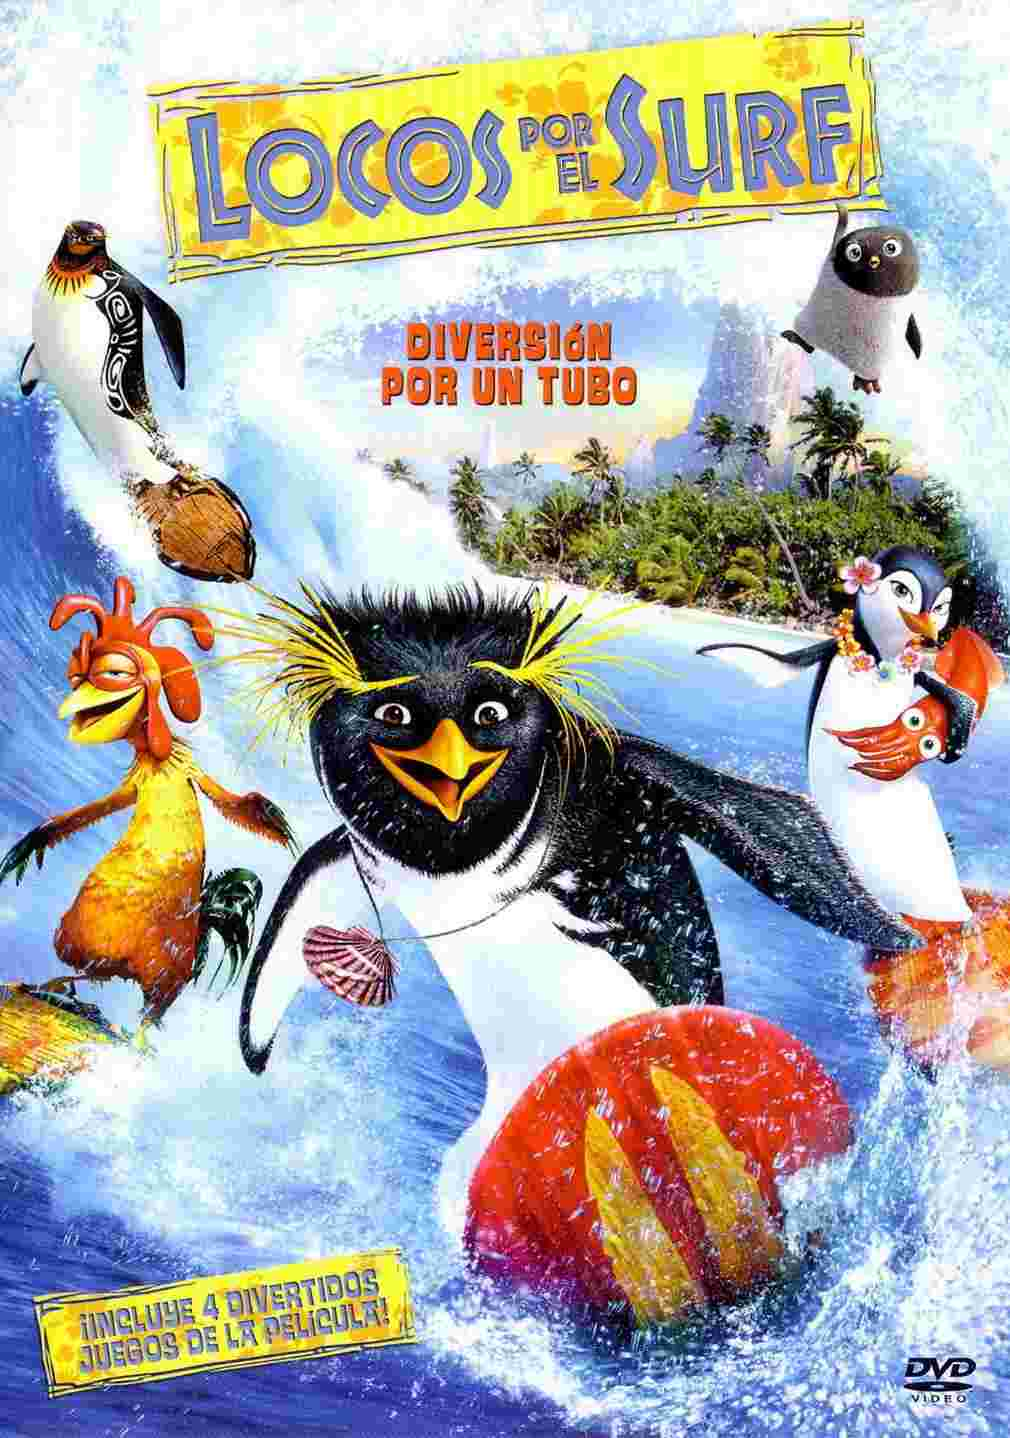 LOCOS POR EL SURF
DIVERSIÓN
POR UN TUBO
¡INCLUYE 4 DIVERTIDOS
JUEGOS DE LA PELÍCULA!
DVD
VIDEO